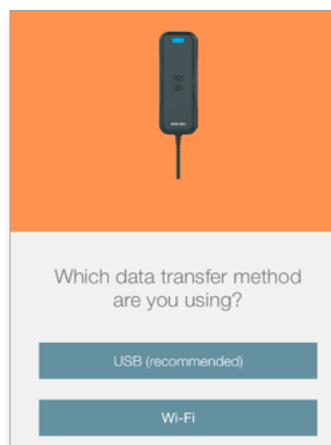 Which data transfer method
are you using?
USB (recommended)
Wi-Fi